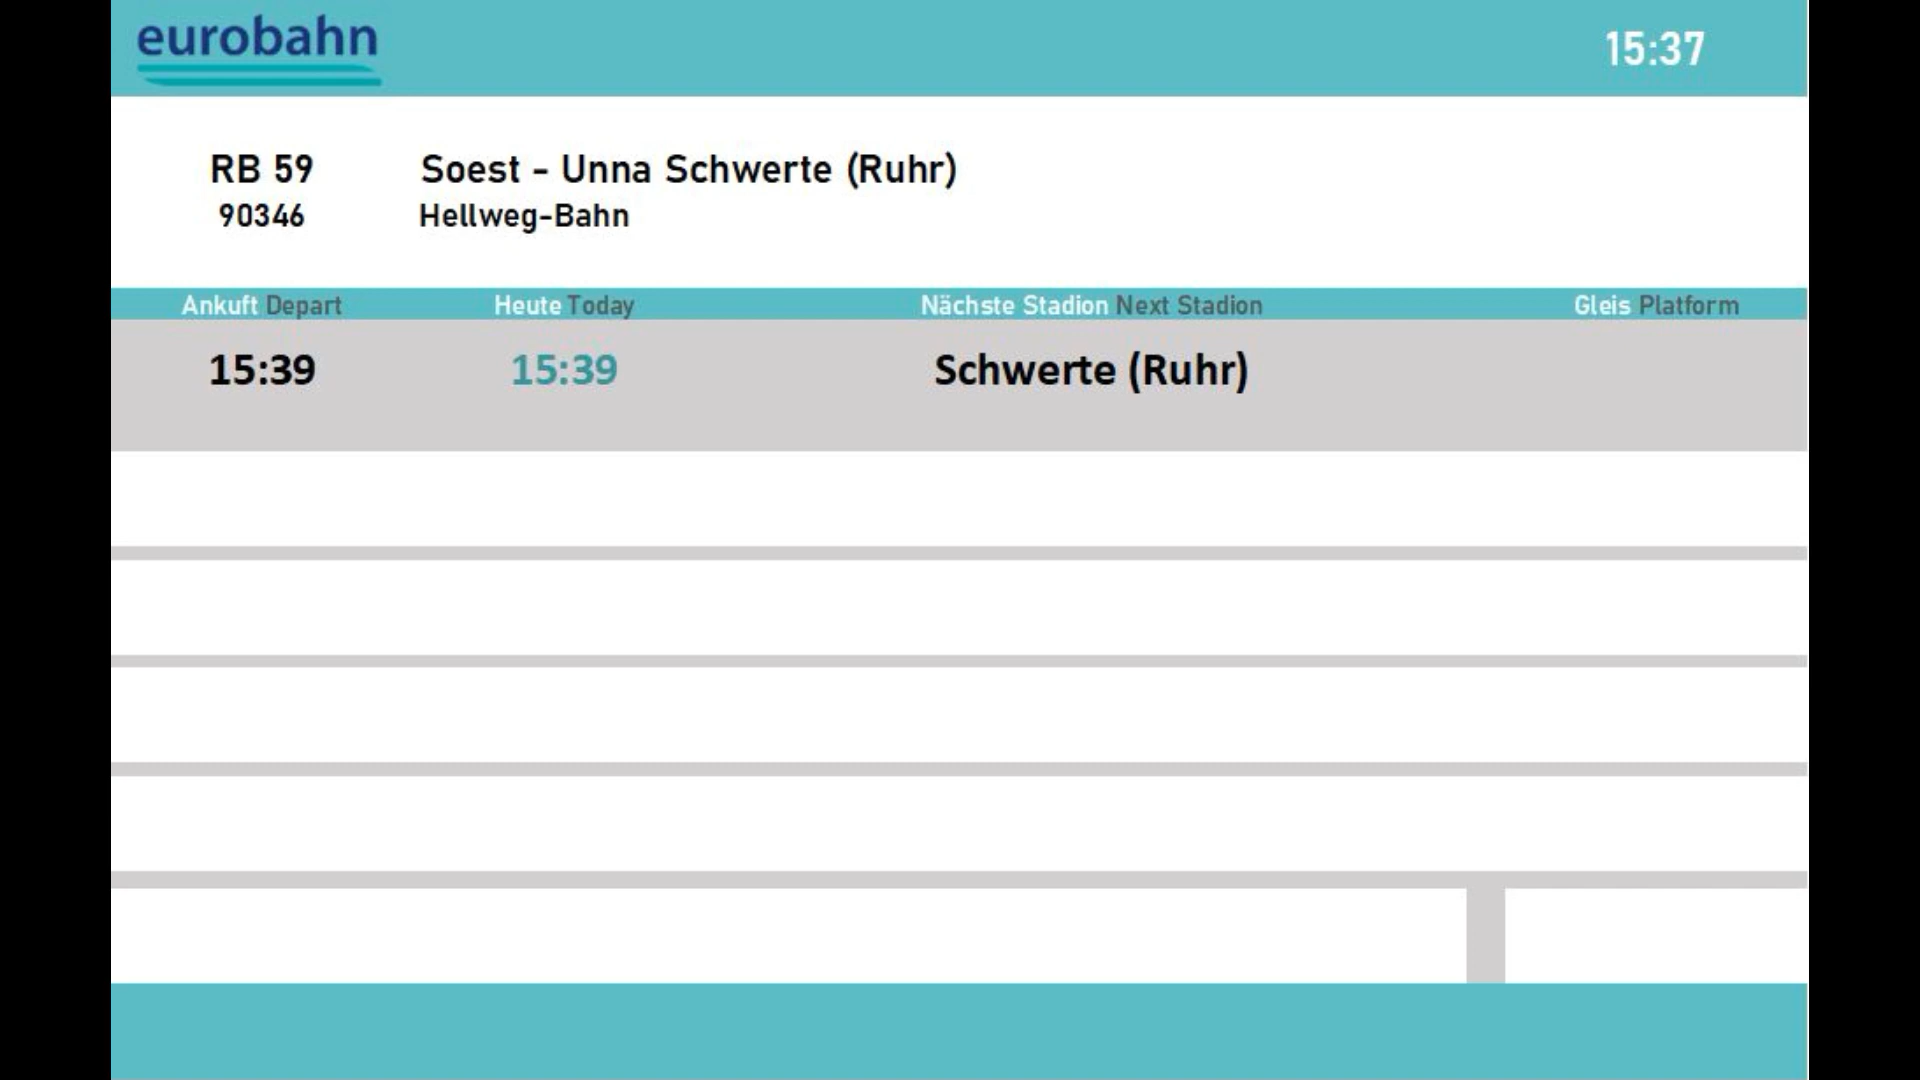 eurobahn
15:37
RB 59 Soest - Unna Schwerte (Ruhr)
90346 Hellweg-Bahn
Ankuft Depart Heute Today Nächste Stadion Next Stadion Gleis Platform
15:39 15:39 Schwerte (Ruhr)